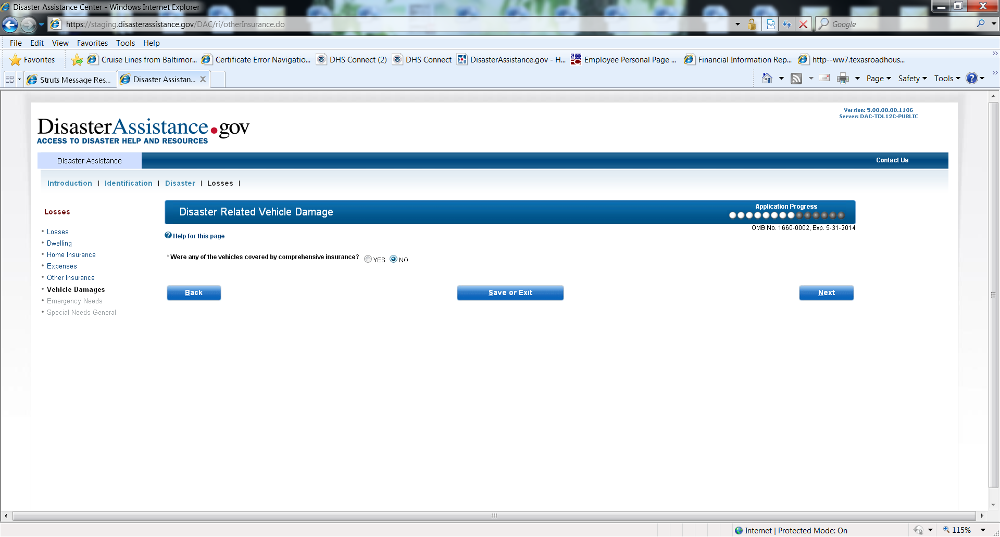 Disaster Assistance Center - Windows Internet Explorer
https://staging.disasterassistance.gov/DAC/ri/otherInsurance.do
Google
File Edit View Favorites Tools Help
Favorites Cruise Lines from Baltimor... Certificate Error Navigatio... DHS Connect (2) DHS Connect DisasterAssistance.gov - H... Employee Personal Page ... Financial Information Rep... http--ww7.texasroadhous...
Struts Message Res... Disaster Assistan... Page Safety Tools
Version: 5.00.00.00.1106
Server: DAC-TDL12C-PUBLIC
DisasterAssistance.gov
ACCESS TO DISASTER HELP AND RESOURCES
Disaster Assistance Contact Us
Introduction | Identification | Disaster | Losses |
Losses
Disaster Related Vehicle Damage
Application Progress
OMB No. 1660-0002, Exp. 5-31-2014
Help for this page
* Were any of the vehicles covered by comprehensive insurance? YES NO
Back Save or Exit Next
• Losses
• Dwelling
• Home Insurance
• Expenses
• Other Insurance
• Vehicle Damages
• Emergency Needs
• Special Needs General
Internet | Protected Mode: On 115%